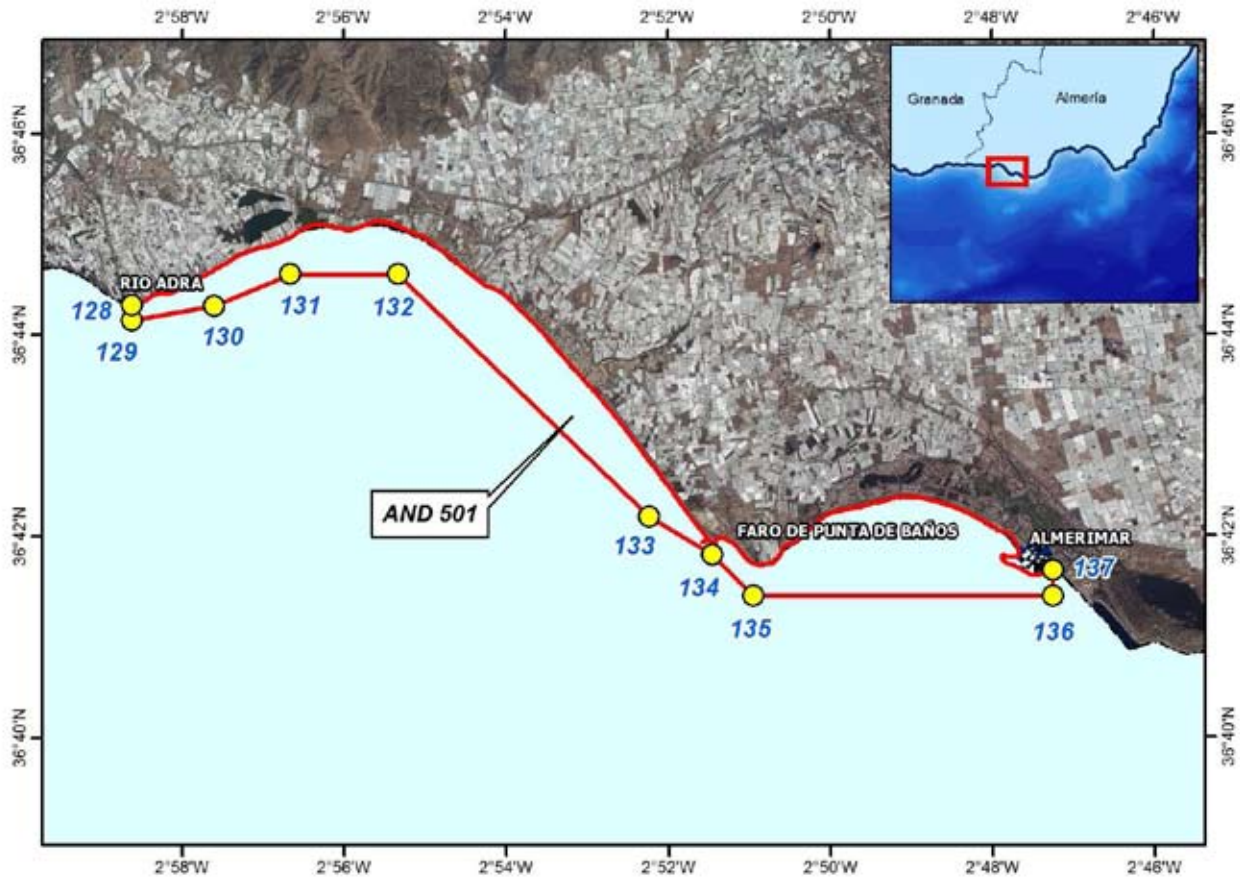 2°58'W 2°56'W 2°54'W 2°52'W 2°50'W 2°48'W 2°46'W
Granada Almería
36°46'N 36°46'N
RIO ADRA
128
129 130 131 132
36°44'N 36°44'N
AND 501
36°42'N 36°42'N
FARO DE PUNTA DE BAÑOS ALMERIMAR
133
134 137
135 136
36°40'N 36°40'N
2°58'W 2°56'W 2°54'W 2°52'W 2°50'W 2°48'W 2°46'W